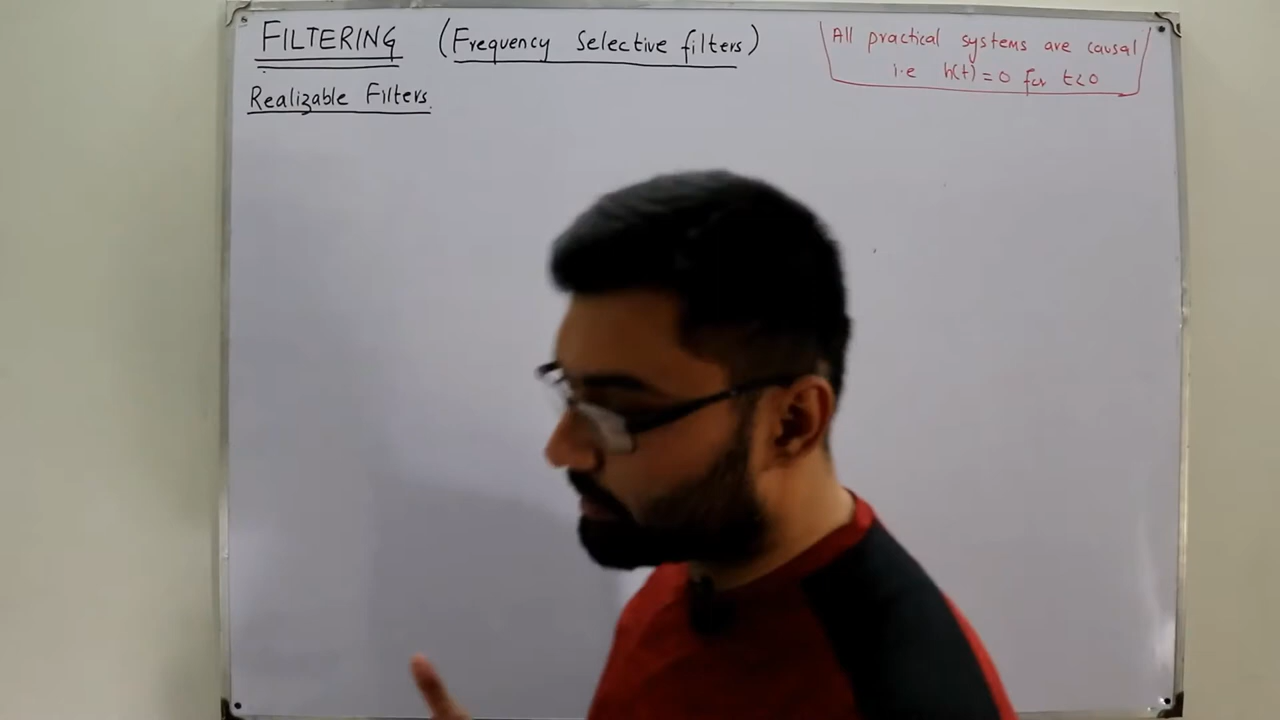 FILTERING (Frequency Selective filters)
Realizable Filters.
All practical systems are causal
i.e h(t) = 0 for t<0